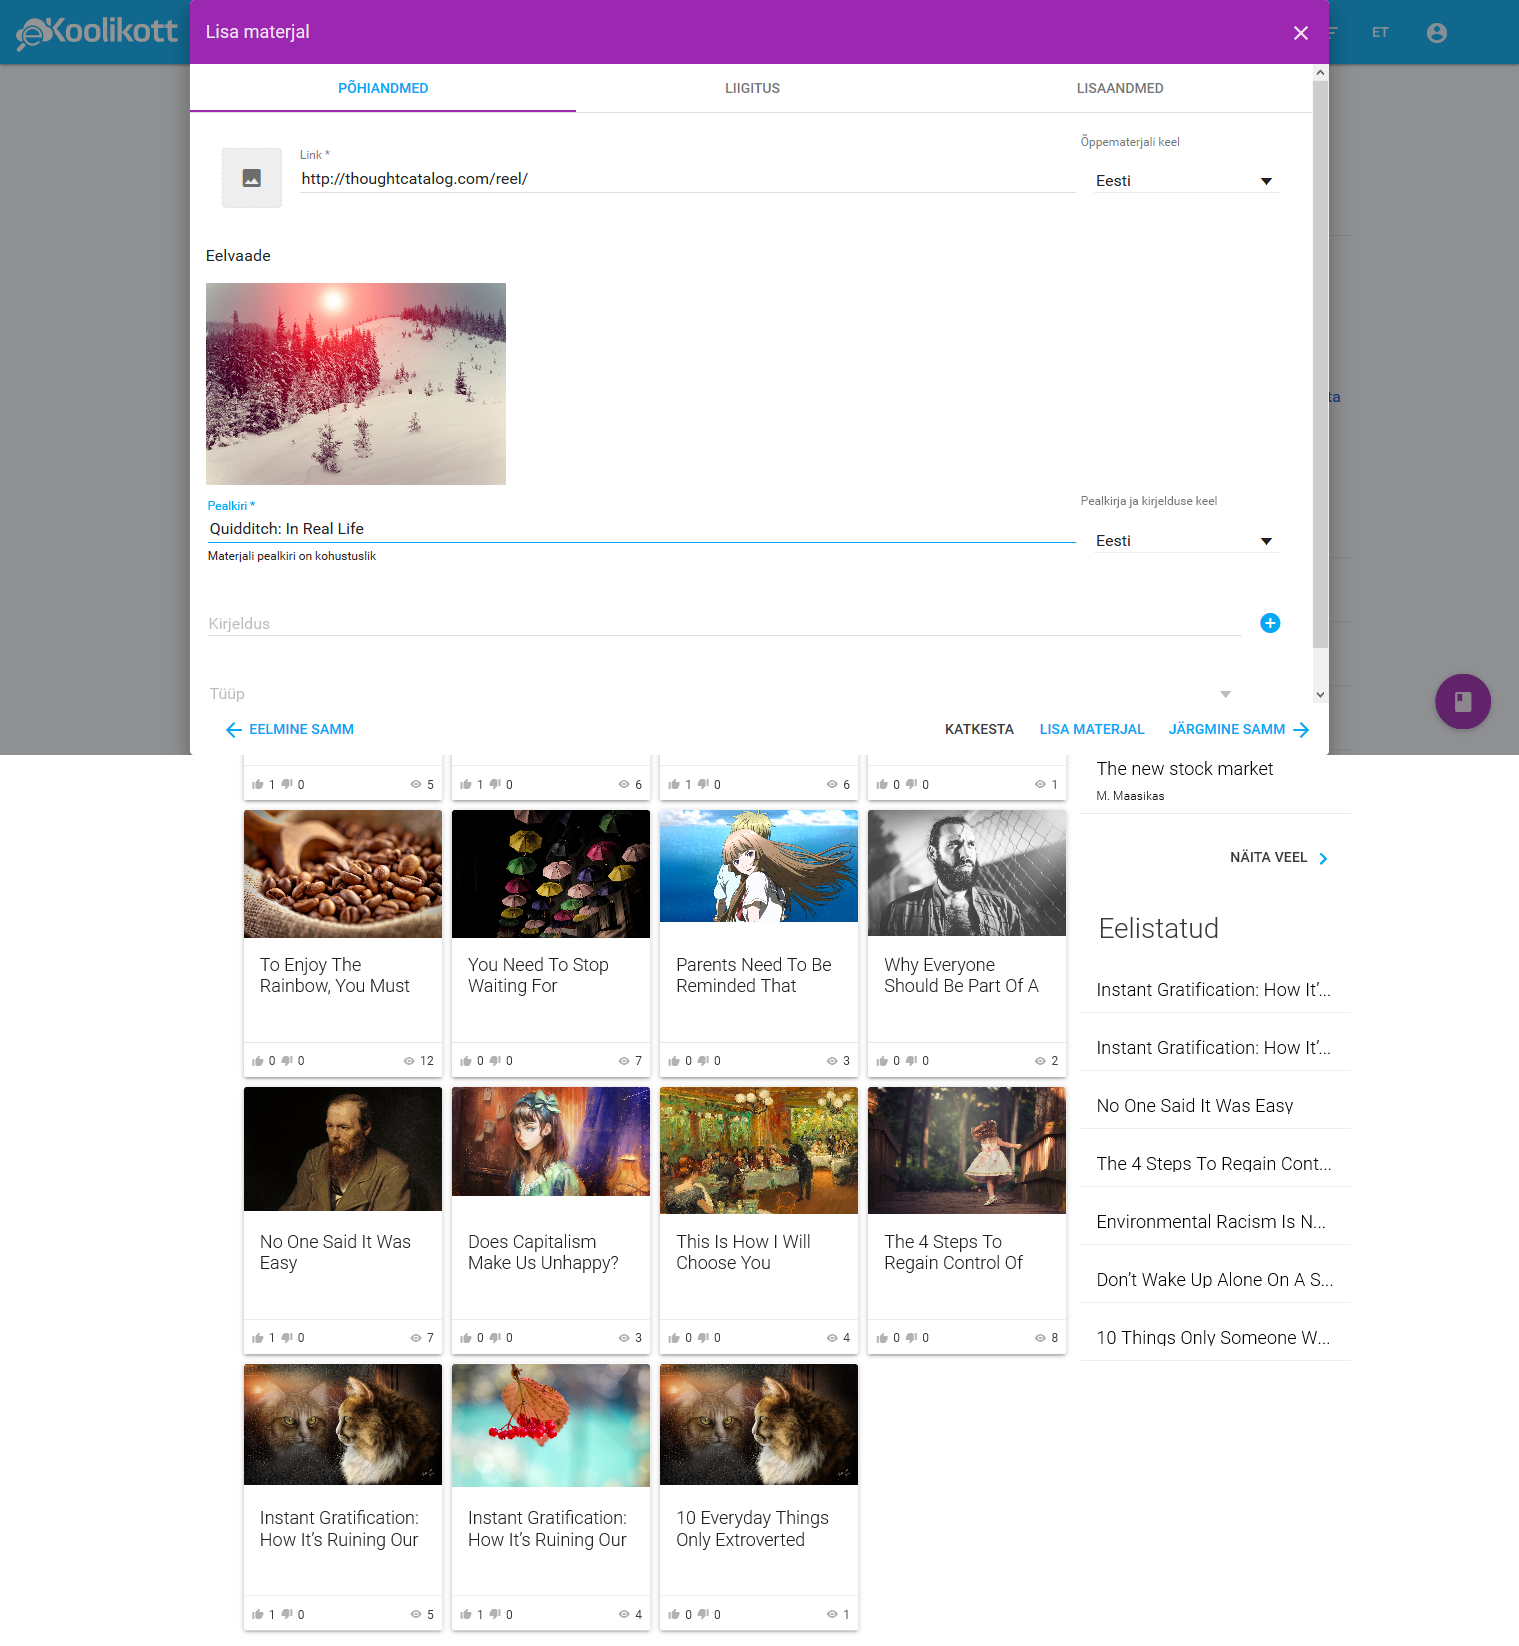 eKoolikott
Lisa materjal
ET
PÕHIANDMED
LIIGITUS
LISAANDMED
Link *
http://thoughtcatalog.com/reel/
Õppematerjali keel
Eesti
Eelvaade
ta
Pealkiri *
Quidditch: In Real Life
Materjali pealkiri on kohustuslik
Pealkirja ja kirjelduse keel
Eesti
Kirjeldus
Tüüp
EELMINE SAMM
KATKESTA
LISA MATERJAL
JÄRGMINE SAMM
1 0 5
1 0 6
1 0 6
0 0 1
The new stock market
M. Maasikas
NÄITA VEEL
To Enjoy The
Rainbow, You Must
0 0 12
You Need To Stop
Waiting For
0 0 7
Parents Need To Be
Reminded That
0 0 3
Why Everyone
Should Be Part Of A
0 0 2
No One Said It Was
Easy
1 0 7
Does Capitalism
Make Us Unhappy?
0 0 3
This Is How I Will
Choose You
0 0 4
The 4 Steps To
Regain Control Of
0 0 8
Instant Gratification:
How It’s Ruining Our
1 0 5
Instant Gratification:
How It’s Ruining Our
1 0 4
10 Everyday Things
Only Extroverted
0 0 1
Eelistatud
Instant Gratification: How It’...
Instant Gratification: How It’...
No One Said It Was Easy
The 4 Steps To Regain Cont...
Environmental Racism Is N...
Don’t Wake Up Alone On A S...
10 Things Only Someone W...